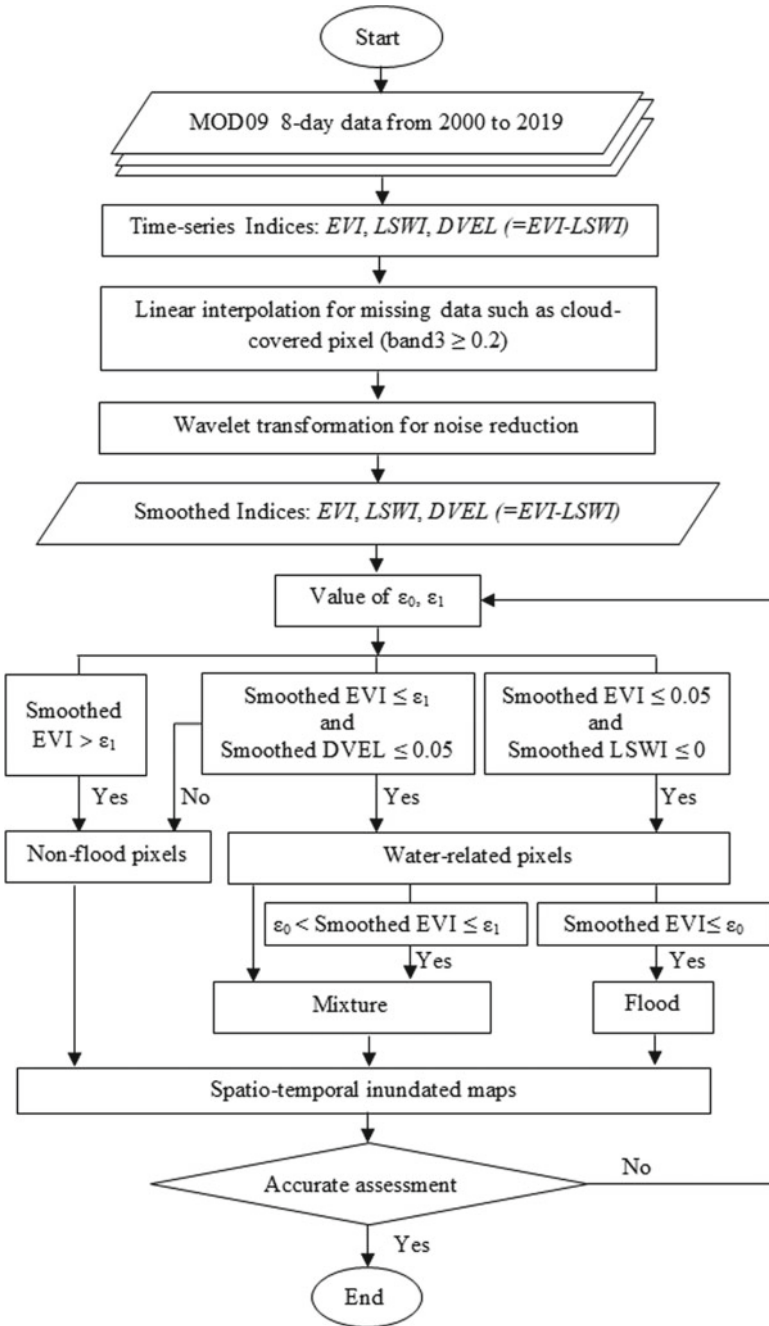 Start
MOD09 8-day data from 2000 to 2019
Time-series Indices: EVI, LSWI, DVEL (=EVI-LSWI)
Linear interpolation for missing data such as cloud-
covered pixel (band3 ≥ 0.2)
Wavelet transformation for noise reduction
Smoothed Indices: EVI, LSWI, DVEL (=EVI-LSWI)
Value of ε₀, ε₁
Smoothed
EVI > ε₁
Smoothed EVI ≤ ε₁
and
Smoothed DVEL ≤ 0.05
Smoothed EVI ≤ 0.05
and
Smoothed LSWI ≤ 0
Yes
No
Yes
Yes
Non-flood pixels
Water-related pixels
ε₀ < Smoothed EVI ≤ ε₁
Smoothed EVI≤ ε₀
Yes
Yes
Mixture
Flood
Spatio-temporal inundated maps
Accurate assessment
No
Yes
End